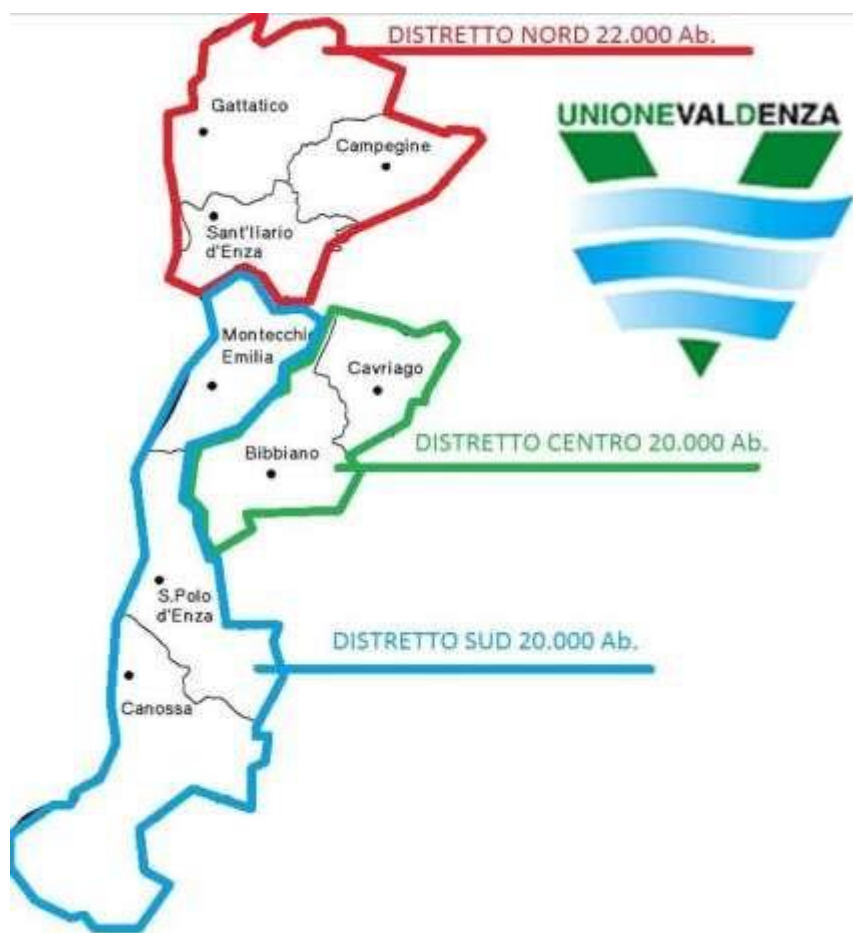 DISTRETTO NORD 22.000 Ab.
Gattatico
UNIONEVALDENZA
Campegine
Sant'Ilario
d'Enza
Montecchi
Emilia
Cavriago
DISTRETTO CENTRO 20.000 Ab.
Bibbiano
S.Polo
d'Enza
DISTRETTO SUD 20.000 Ab.
Canossa